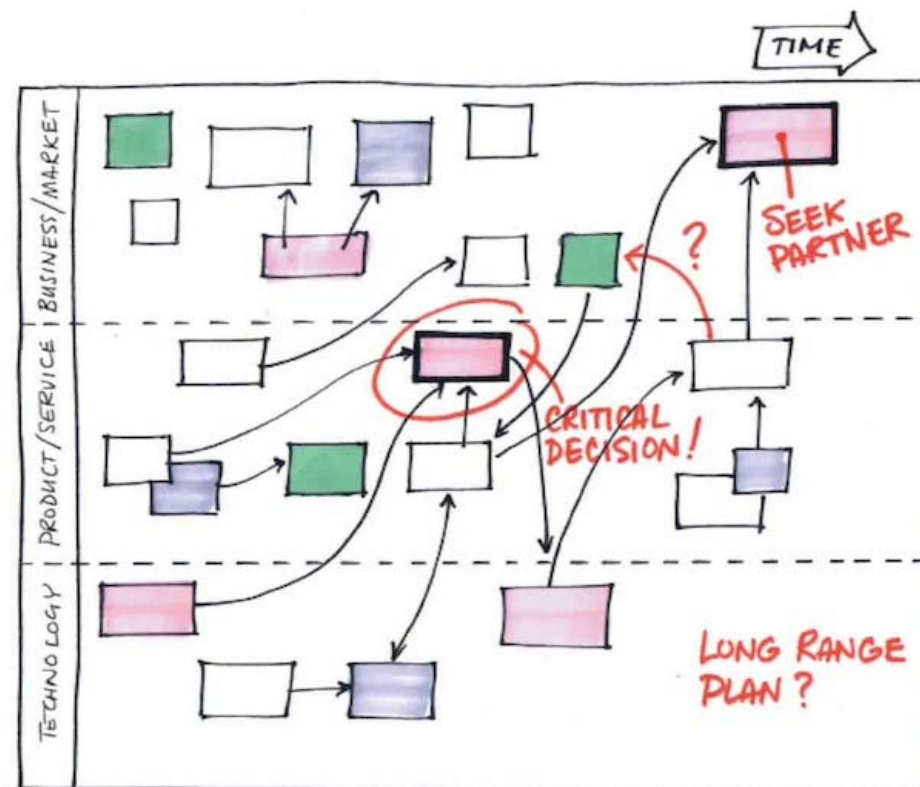 TIME
BUSINESS/MARKET
SEEK
PARTNER
?
PRODUCT/SERVICE
CRITICAL
DECISION!
TECHNOLOGY
LONG RANGE
PLAN?